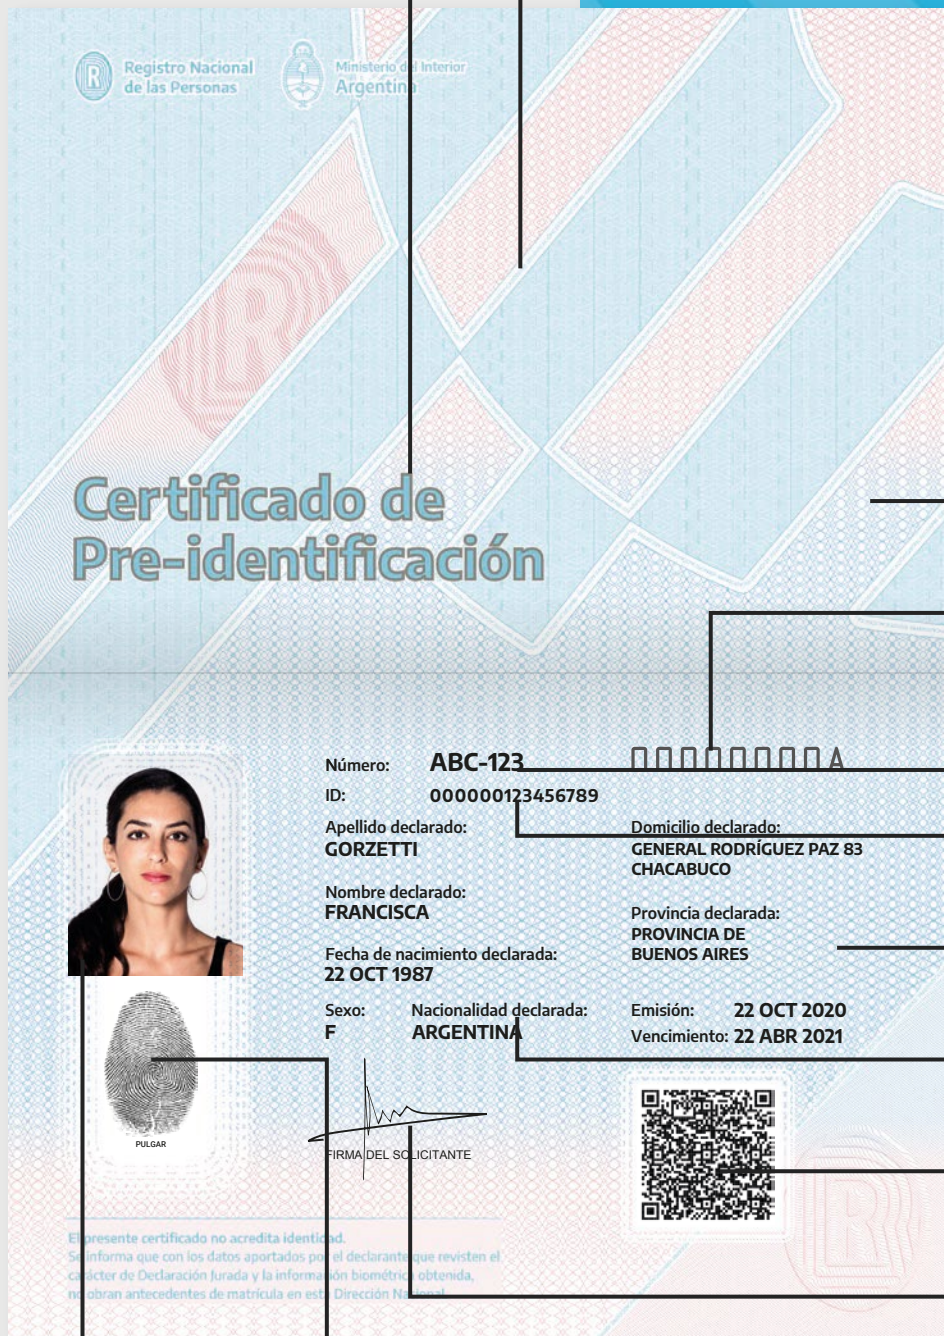 Registro Nacional
de las Personas
Ministerio del Interior
Argentina
Certificado de
Pre-identificación
Número: ABC-123
ID: 000000123456789
Apellido declarado:
GORZETTI
Nombre declarado:
FRANCISCA
Fecha de nacimiento declarada:
22 OCT 1987
Sexo: Nacionalidad declarada:
F ARGENTINA
Domicilio declarado:
GENERAL RODRÍGUEZ PAZ 83
CHACABUCO
Provincia declarada:
PROVINCIA DE
BUENOS AIRES
Emisión: 22 OCT 2020
Vencimiento: 22 ABR 2021
PULGAR
FIRMA DEL SOLICITANTE
El presente certificado no acredita identidad.
Se informa que con los datos aportados por el declarante que revisten el
carácter de Declaración Jurada y la información biométrica obtenida,
no obran antecedentes de matrícula en esta Dirección Nacional.